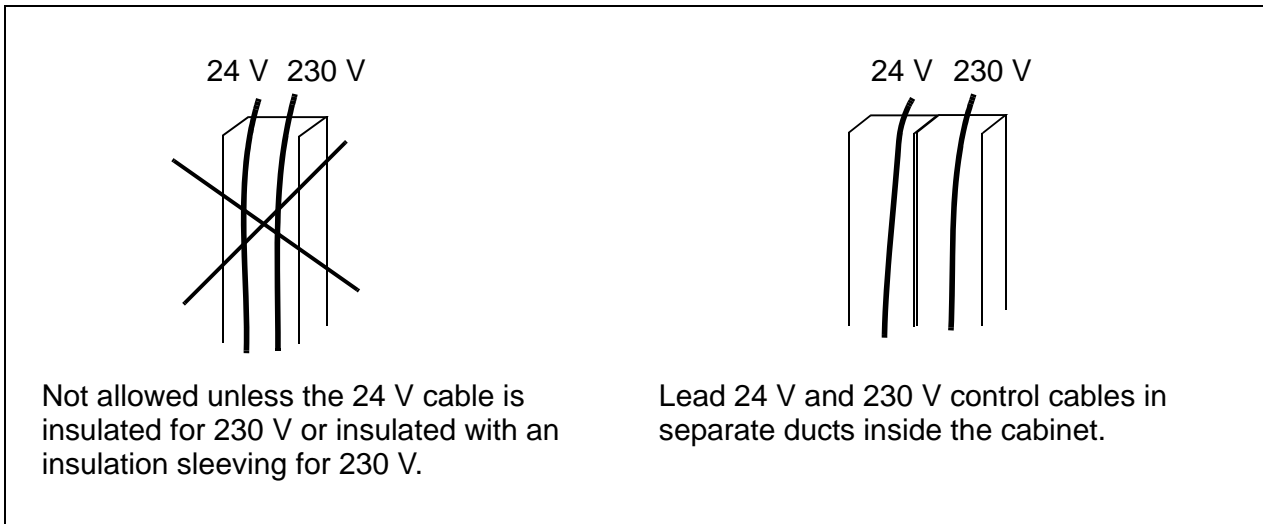 24 V 230 V
24 V 230 V
Not allowed unless the 24 V cable is
insulated for 230 V or insulated with an
insulation sleeving for 230 V.
Lead 24 V and 230 V control cables in
separate ducts inside the cabinet.